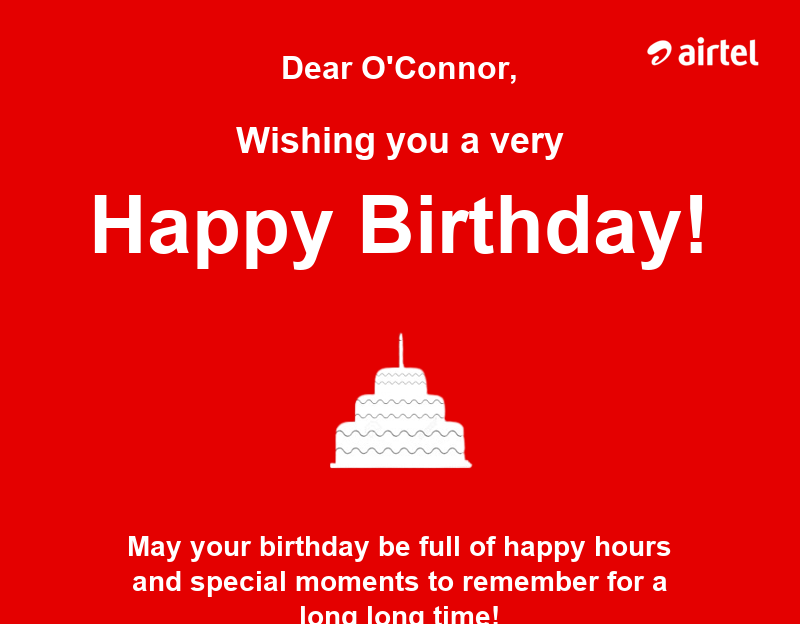 airtel
Dear O'Connor,
Wishing you a very
Happy Birthday!
May your birthday be full of happy hours
and special moments to remember for a
long long time!